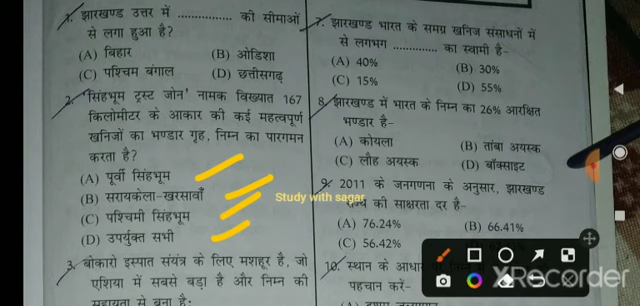 1. झारखण्ड उत्तर में .............. की सीमाओं
से लगा हुआ है?
(A) बिहार (B) ओडिशा
(C) पश्चिम बंगाल (D) छत्तीसगढ़
2. 'सिंहभूम ट्रस्ट जोन' नामक विख्यात 167
किलोमीटर के आकार की कई महत्वपूर्ण
खनिजों का भण्डार गृह, निम्न का पारगमन
करता है?
(A) पूर्वी सिंहभूम
(B) सरायकेला-खरसावाँ
(C) पश्चिमी सिंहभूम
(D) उपर्युक्त सभी
3. बोकारो इस्पात संयंत्र के लिए मशहूर है, जो
एशिया में सबसे बड़ा है और निम्न की
सहायता से बना है:
7. झारखण्ड भारत के समग्र खनिज संसाधनों में
से लगभग ............. का स्वामी है-
(A) 40% (B) 30%
(C) 15% (D) 55%
8. झारखण्ड में भारत के निम्न का 26% आरक्षित
भण्डार है-
(A) कोयला (B) तांबा अयस्क
(C) लौह अयस्क (D) बॉक्साइट
9. 2011 के जनगणना के अनुसार, झारखण्ड
राज्य की साक्षरता दर है-
(A) 76.24% (B) 66.41%
(C) 56.42%
10. स्थान के आधार
पहचान करें-
Study with sagar
XRecorder